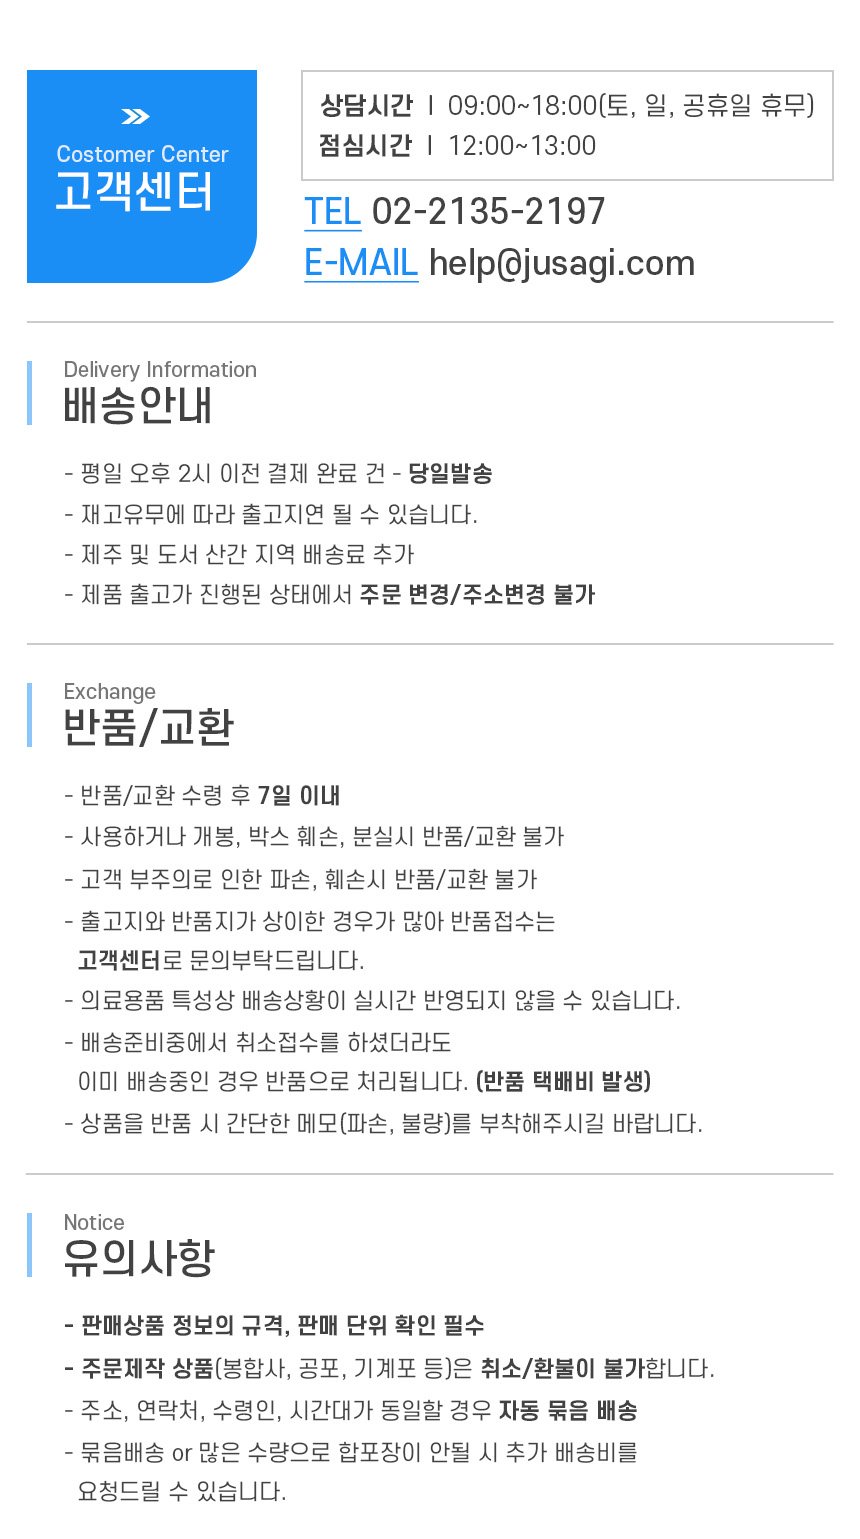 Costomer Center
고객센터
상담시간 ㅣ 09:00~18:00(토, 일, 공휴일 휴무)
점심시간 ㅣ 12:00~13:00
TEL 02-2135-2197
E-MAIL help@jusagi.com
Delivery Information
배송안내
- 평일 오후 2시 이전 결제 완료 건 - 당일발송
- 재고유무에 따라 출고지연 될 수 있습니다.
- 제주 및 도서 산간 지역 배송료 추가
- 제품 출고가 진행된 상태에서 주문 변경/주소변경 불가
Exchange
반품/교환
- 반품/교환 수령 후 7일 이내
- 사용하거나 개봉, 박스 훼손, 분실시 반품/교환 불가
- 고객 부주의로 인한 파손, 훼손시 반품/교환 불가
- 출고지와 반품지가 상이한 경우가 많아 반품접수는
고객센터로 문의부탁드립니다.
- 의료용품 특성상 배송상황이 실시간 반영되지 않을 수 있습니다.
- 배송준비중에서 취소접수를 하셨더라도
이미 배송중인 경우 반품으로 처리됩니다. (반품 택배비 발생)
- 상품을 반품 시 간단한 메모(파손, 불량)를 부착해주시길 바랍니다.
Notice
유의사항
- 판매상품 정보의 규격, 판매 단위 확인 필수
- 주문제작 상품(봉합사, 공포, 기계포 등)은 취소/환불이 불가합니다.
- 주소, 연락처, 수령인, 시간대가 동일할 경우 자동 묶음 배송
- 묶음배송 or 많은 수량으로 합포장이 안될 시 추가 배송비를
요청드릴 수 있습니다.